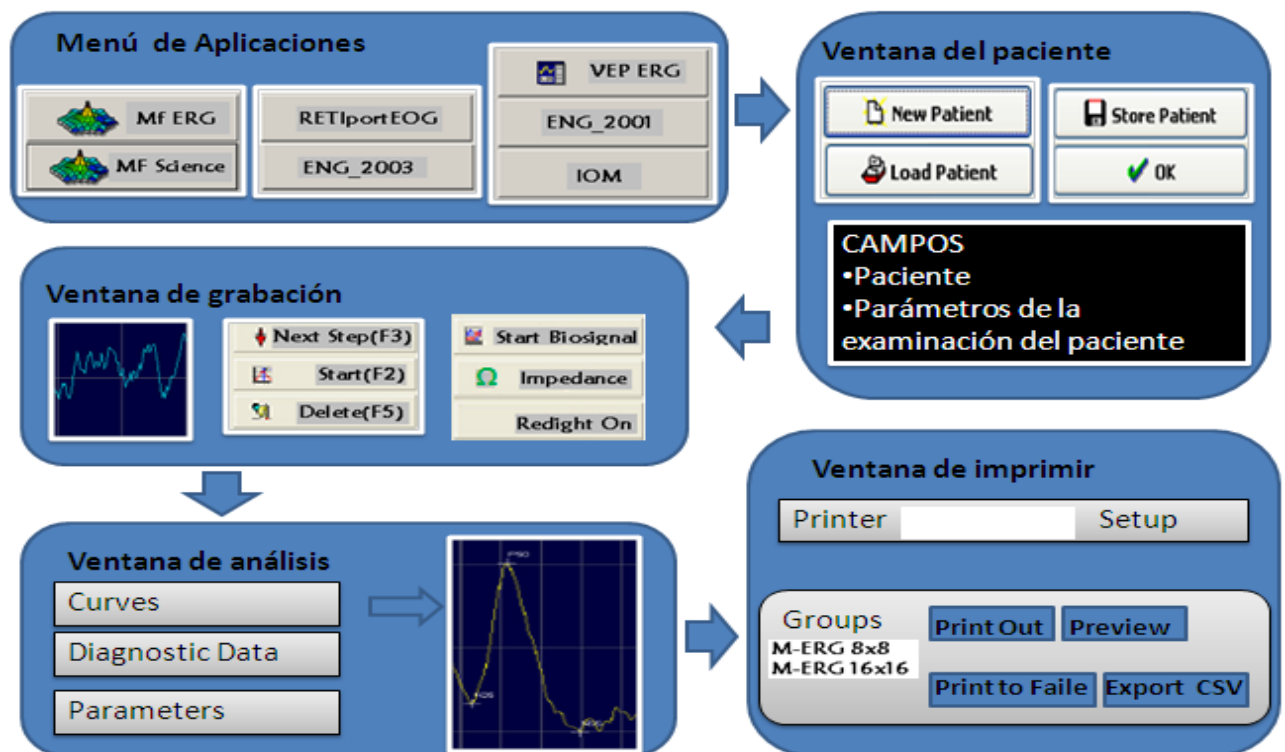 Menú de Aplicaciones
Mf ERG
MF Science
RETIportEOG
ENG_2003
VEP ERG
ENG_2001
IOM
Ventana del paciente
New Patient
Store Patient
Load Patient
OK
CAMPOS
•Paciente
•Parámetros de la
examinación del paciente
Ventana de grabación
Next Step(F3)
Start(F2)
Delete(F5)
Start Biosignal
Ω Impedance
Redight On
Ventana de análisis
Curves
Diagnostic Data
Parameters
Ventana de imprimir
Printer Setup
Groups
M-ERG 8x8
M-ERG 16x16
Print Out
Preview
Print to Faile
Export CSV